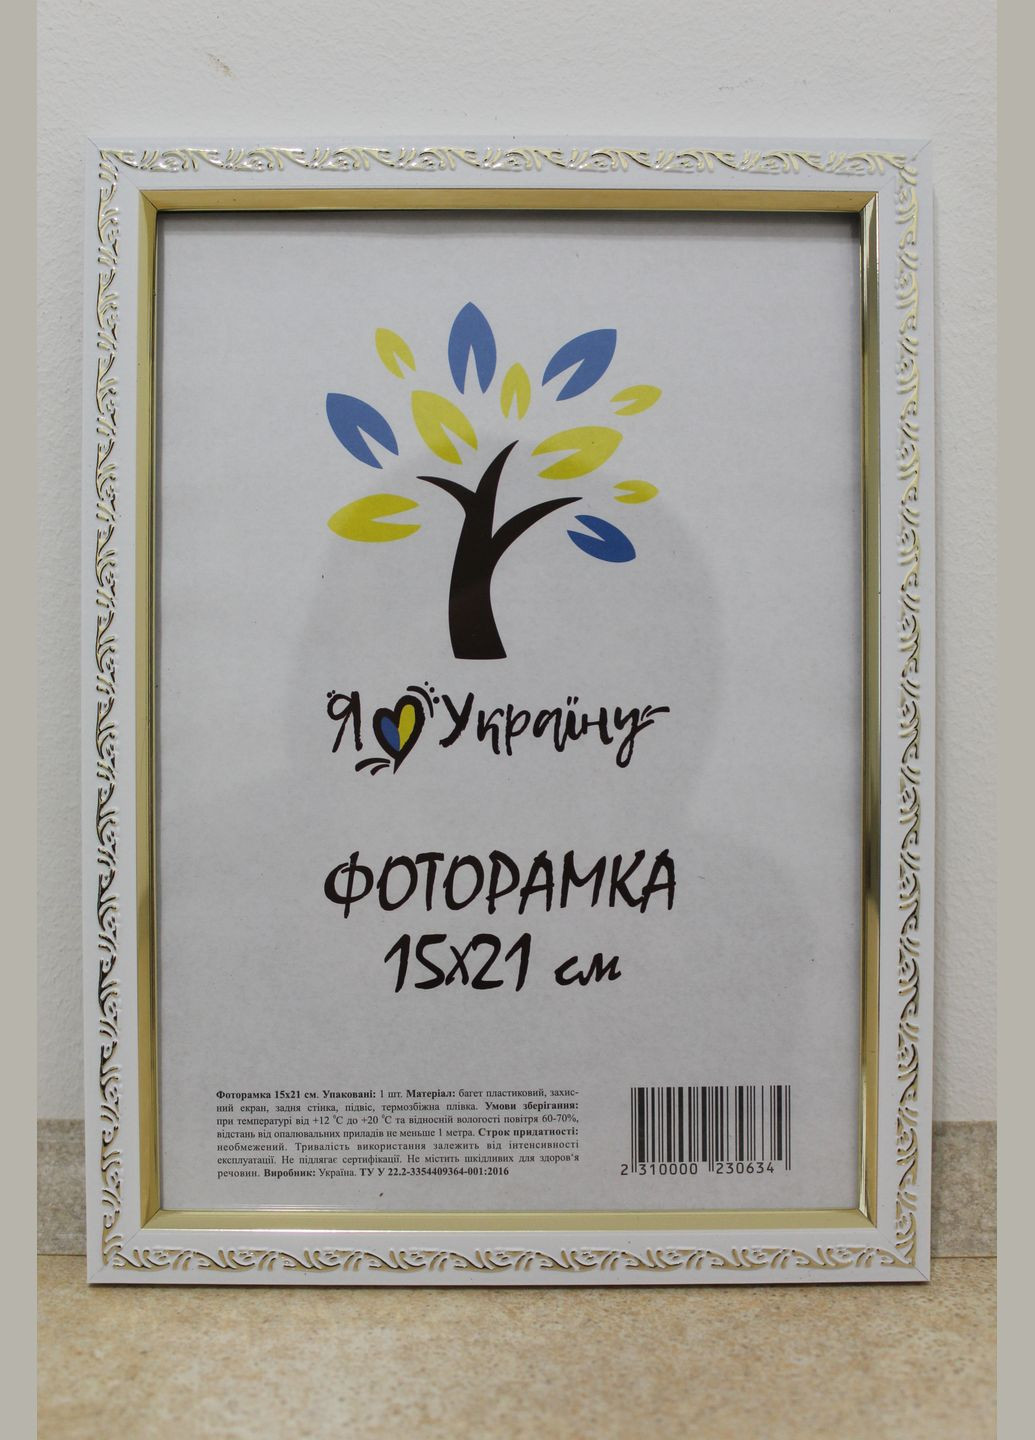 Я Україну
ФОТОРАМКА
15х21 см
Фоторамка 15х21 см. Упаковані: 1 шт. Матеріал: багет пластиковий, захис-
ний екран, задня стінка, підвіс, термозбіжна плівка. Умови зберігання:
при температурі від +12 °С до +20 °С та відносній вологості повітря 60-70%,
відстань від опалювальних приладів не меньше 1 метра. Строк придатності:
необмежений. Тривалість використання залежить від інтенсивності
експлуатації. Не підлягає сертифікації. Не містить шкідливих для здоров'я
речовин. Виробник: Україна. ТУ У 22.2-3354409364-001:2016
2 310000 230634